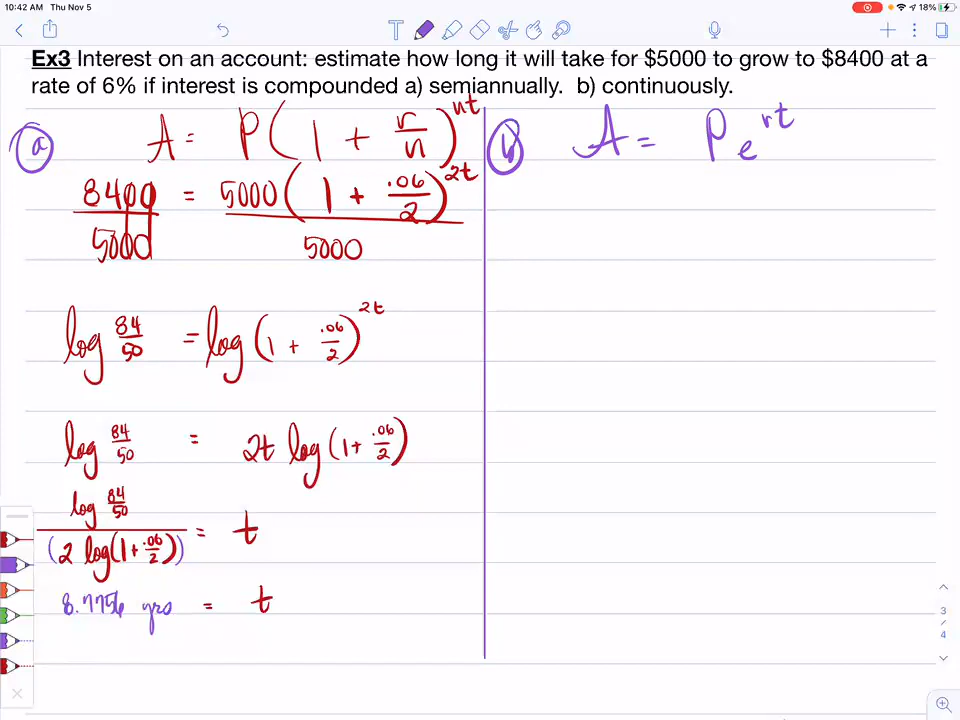 10:42 AM Thu Nov 5
18%
Ex3 Interest on an account: estimate how long it will take for $5000 to grow to $8400 at a
rate of 6% if interest is compounded a) semiannually. b) continuously.
a
A = P(1 + r/n)^nt
8400/5000 = 5000(1 + .06/2)^2t/5000
log 84/50 = log(1 + .06/2)^2t
log 84/50 = 2t log(1 + .06/2)
log 84/50/(2 log(1 + .06/2)) = t
8.7756 yrs = t
b
A = Pe^rt
3
/
4